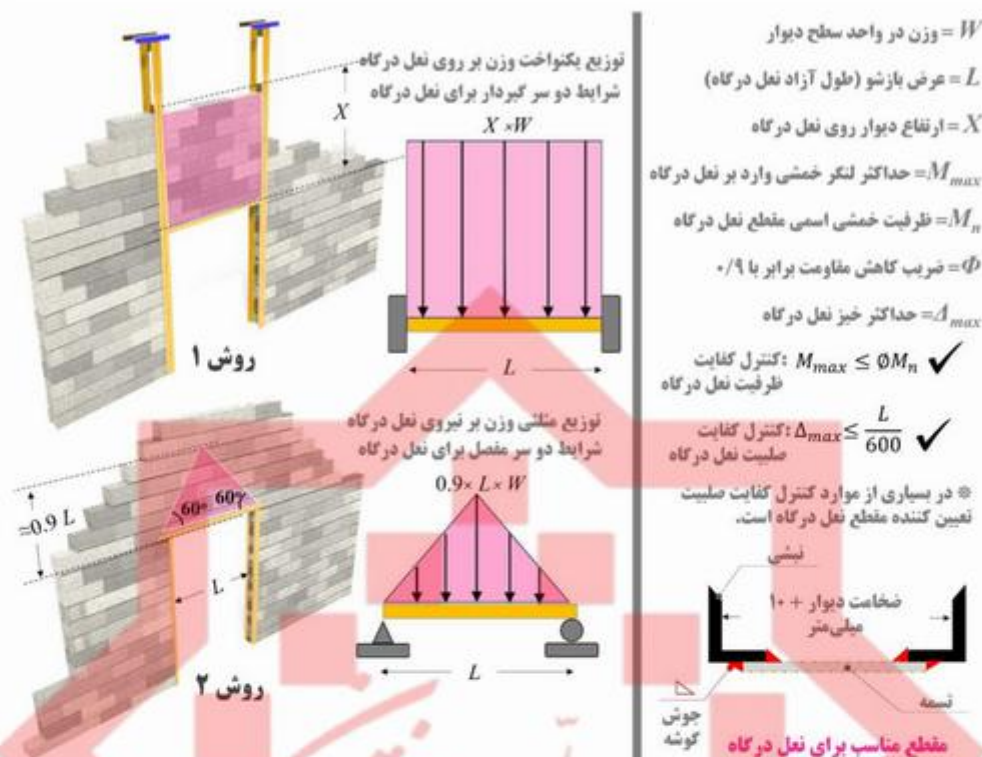 W = وزن در واحد سطح دیوار
L = عرض بازشو (طول آزاد نعل درگاه)
X = ارتفاع دیوار روی نعل درگاه
M_max = حداکثر لنگر خمشی وارد بر نعل درگاه
M_n = ظرفیت خمشی اسمی مقطع نعل درگاه
Φ = ضریب کاهش مقاومت برابر با ۰/۹
Δ_max = حداکثر خیز نعل درگاه
کنترل کفایت ظرفیت نعل درگاه: M_max ≤ ∅M_n ✓
کنترل کفایت صلبیت نعل درگاه: Δ_max ≤ L/600 ✓
※ در بسیاری از موارد کنترل کفایت صلبیت
تعیین کننده مقطع نعل درگاه است.
نبشی
ضخامت دیوار + ۱۰
میلی‌متر
تسمه
جوش
گوشه
مقطع مناسب برای نعل درگاه
توزیع یکنواخت وزن بر روی نعل درگاه
شرایط دو سر گیردار برای نعل درگاه
X
X ×W
L
روش ۱
توزیع مثلثی وزن بر نیروی نعل درگاه
شرایط دو سر مفصل برای نعل درگاه
0.9× L × W
L
≈0.9 L
60° 60°
L
روش ۲